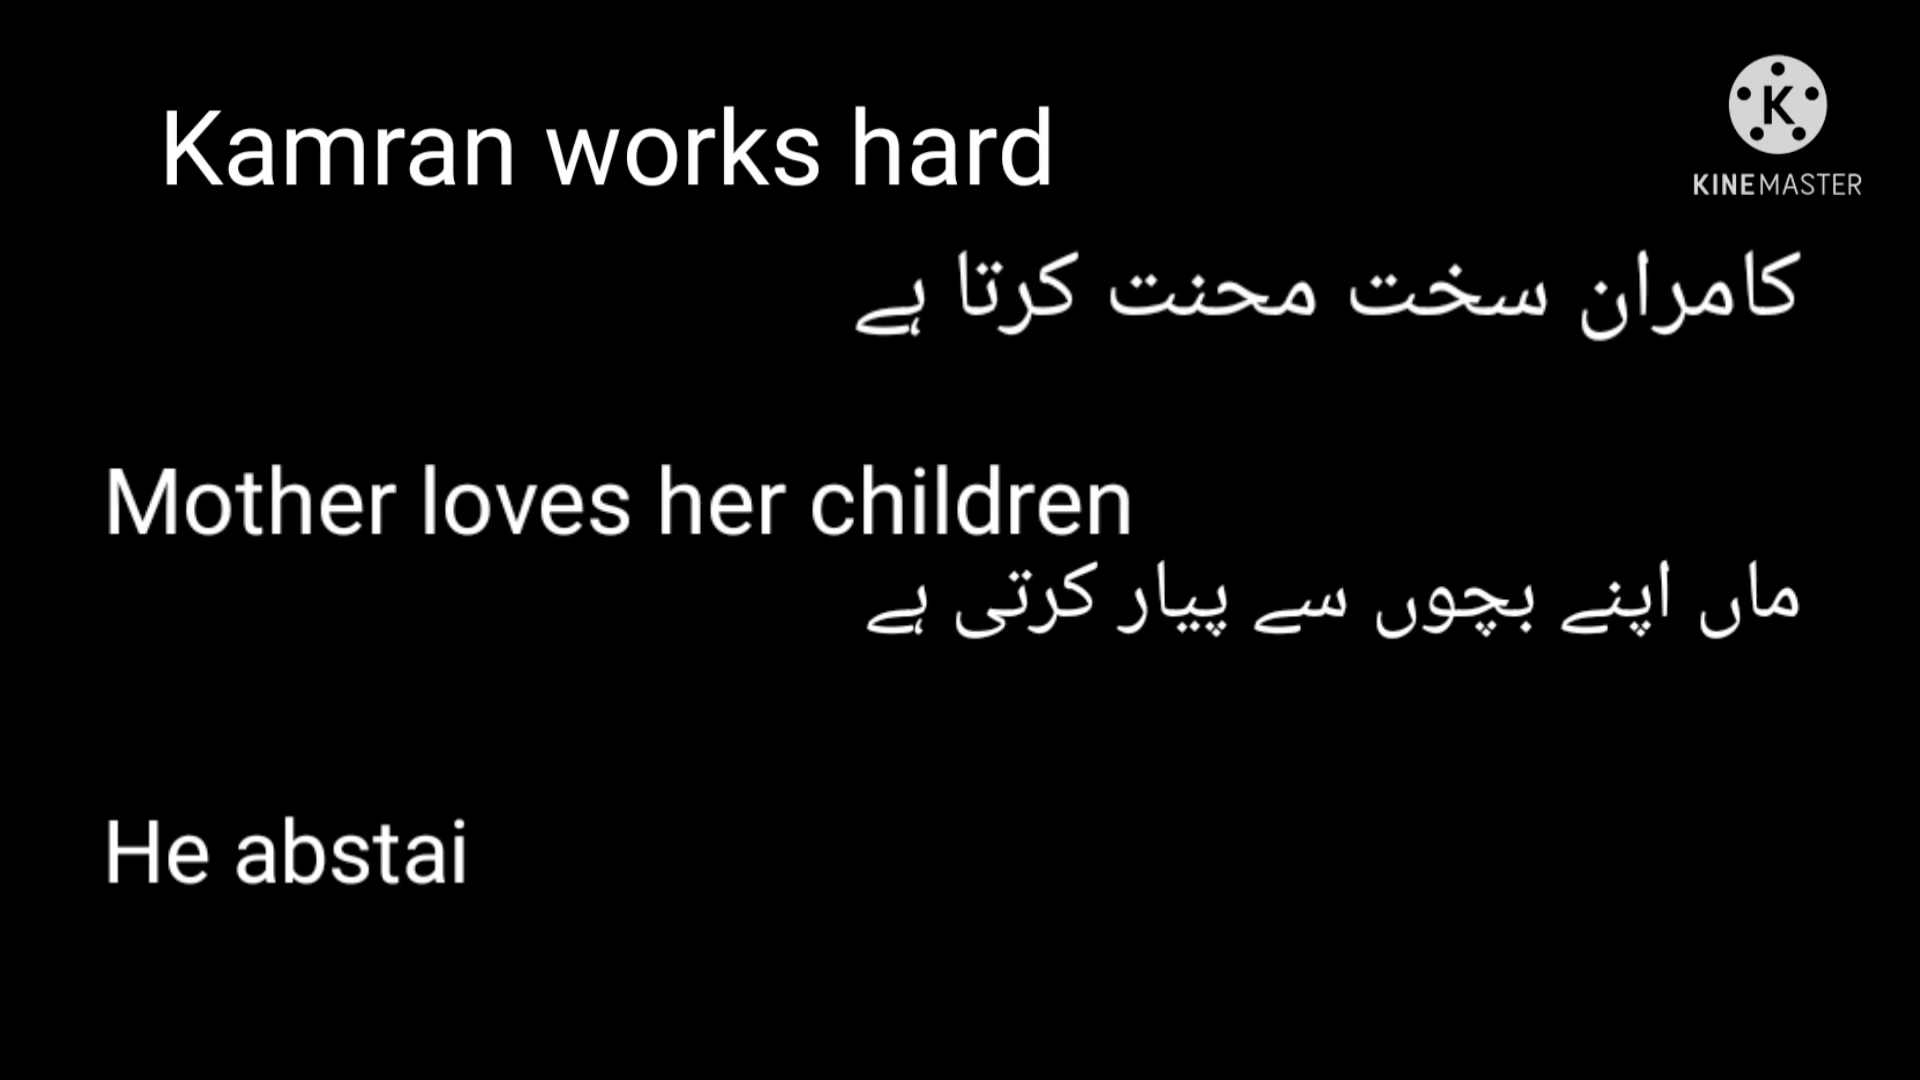 Kamran works hard
KINEMASTER
کامران سخت محنت کرتا ہے
Mother loves her children
ماں اپنے بچوں سے پیار کرتی ہے
He abstai